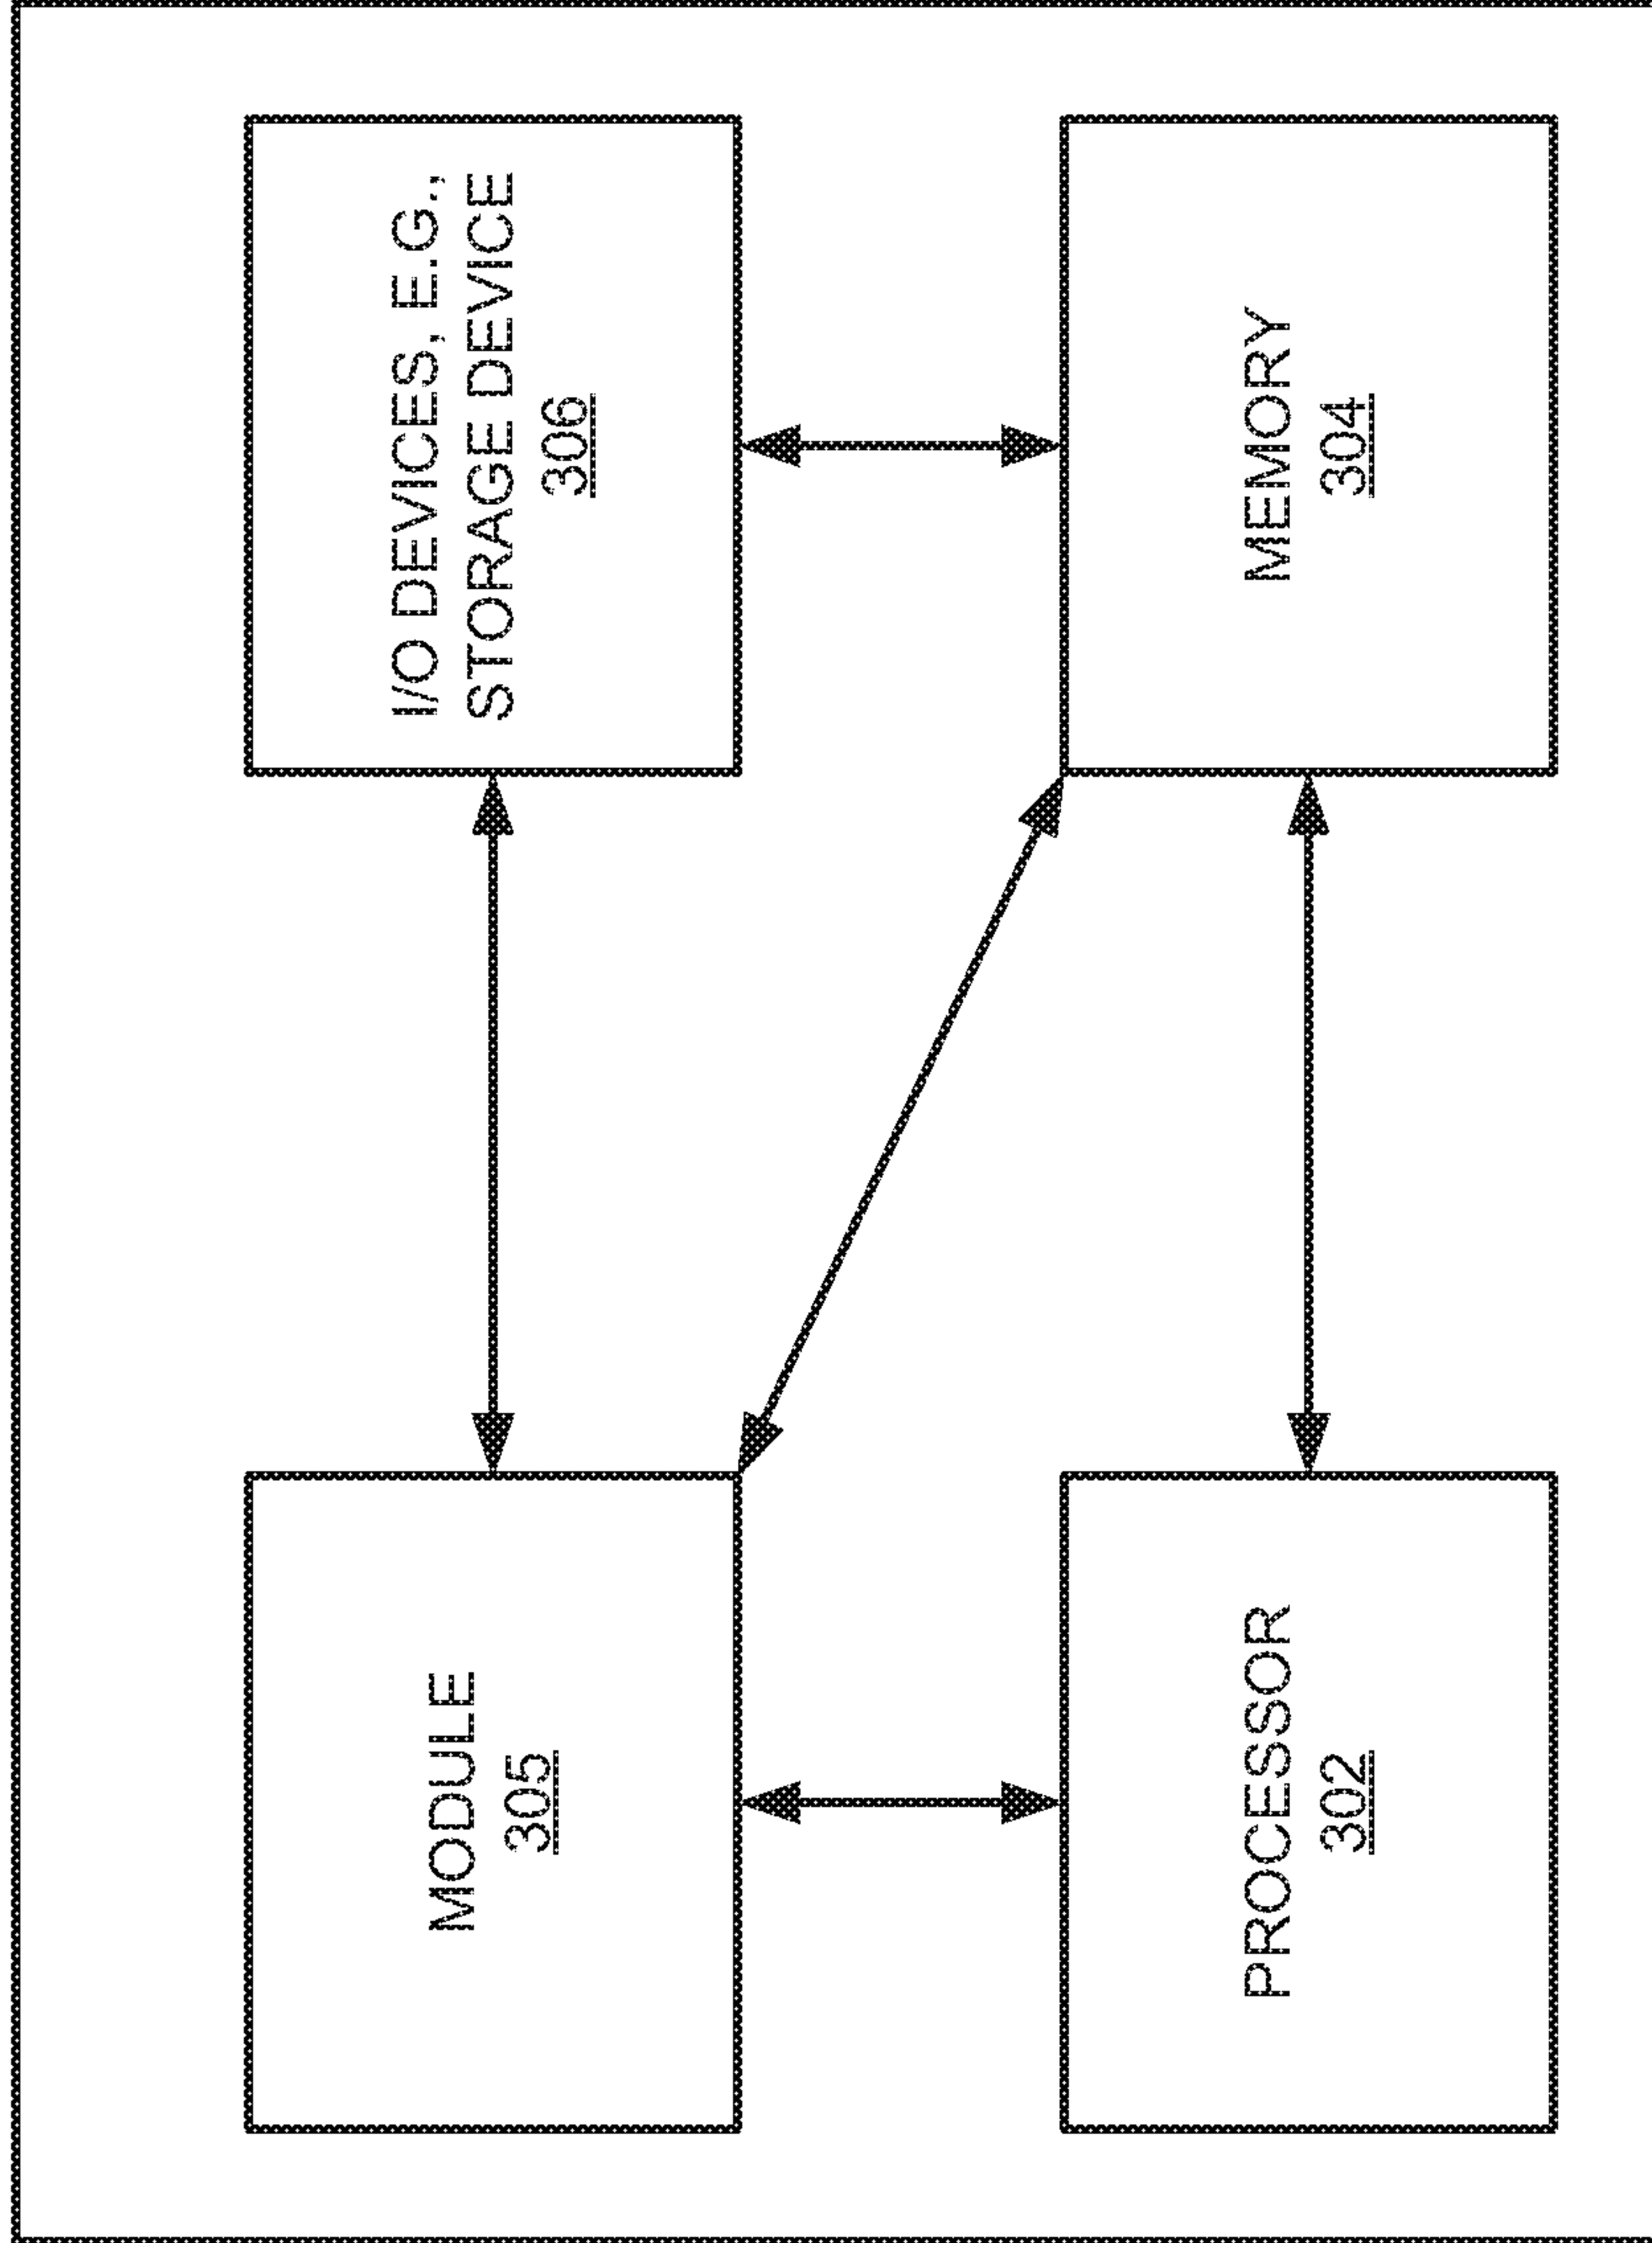 MODULE
305
I/O DEVICES, E.G.,
STORAGE DEVICE
306
PROCESSOR
302
MEMORY
304